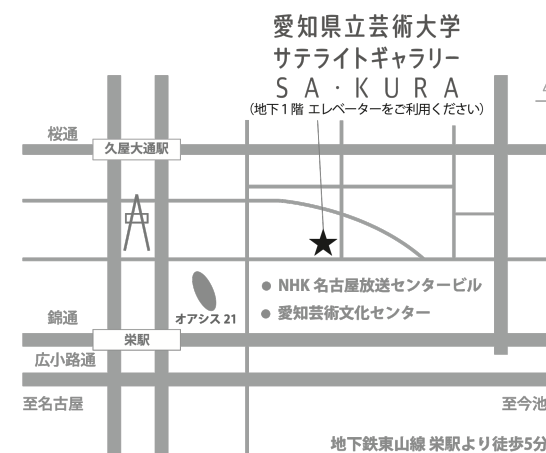 愛知県立芸術大学
サテライトギャラリー
SA・KURA
(地下1階 エレベーターをご利用ください)
桜通
久屋大通駅
NHK 名古屋放送センタービル
愛知芸術文化センター
オアシス 21
錦通
栄駅
広小路通
至名古屋
至今池
地下鉄東山線 栄駅より徒歩5分